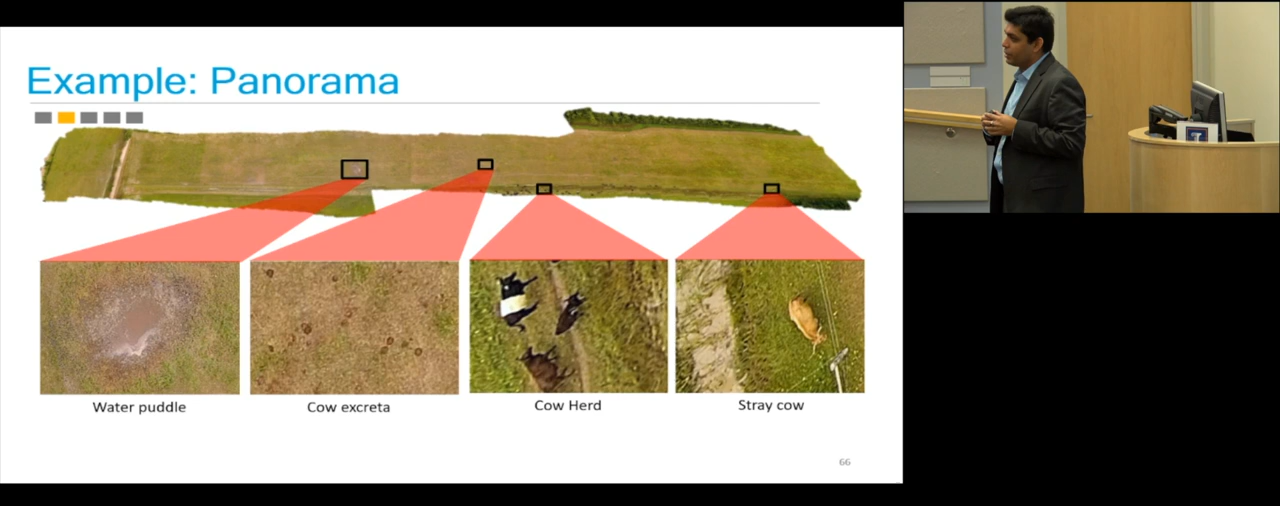 Example: Panorama
Water puddle
Cow excreta
Cow Herd
Stray cow
66